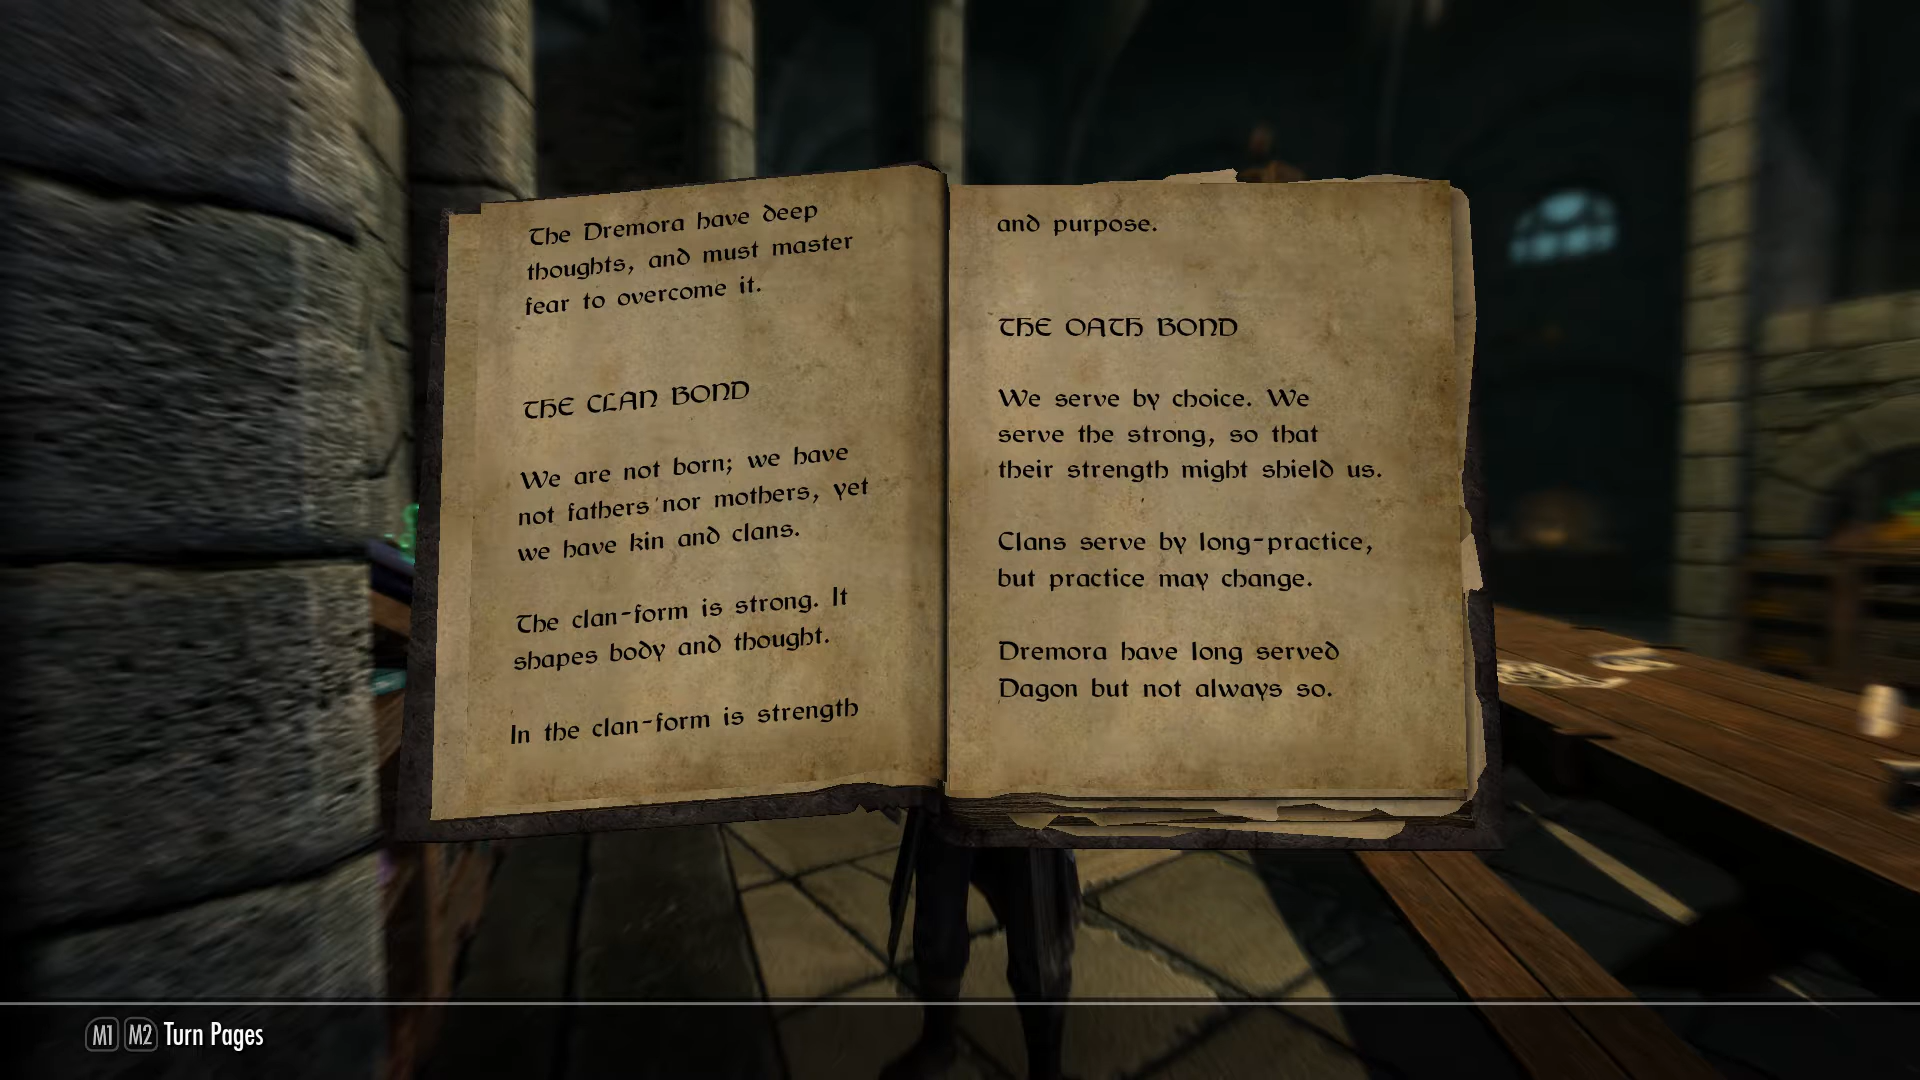 The Dremora have deep
thoughts, and must master
fear to overcome it.
THE CLAN BOND
We are not born; we have
not fathers nor mothers, yet
we have kin and clans.
The clan-form is strong. It
shapes body and thought.
In the clan-form is strength
and purpose.
THE OATH BOND
We serve by choice. We
serve the strong, so that
their strength might shield us.
Clans serve by long-practice,
but practice may change.
Dremora have long served
Dagon but not always so.
M1 M2 Turn Pages